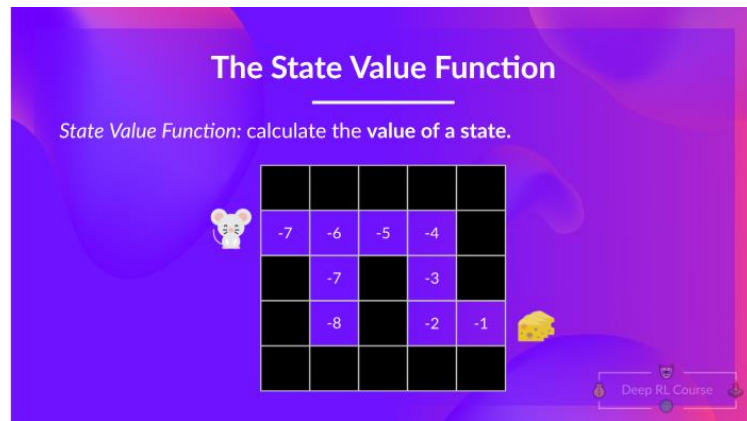 The State Value Function
State Value Function: calculate the value of a state.
-7 -6 -5 -4
-7 -3
-8 -2 -1
Deep RL Course